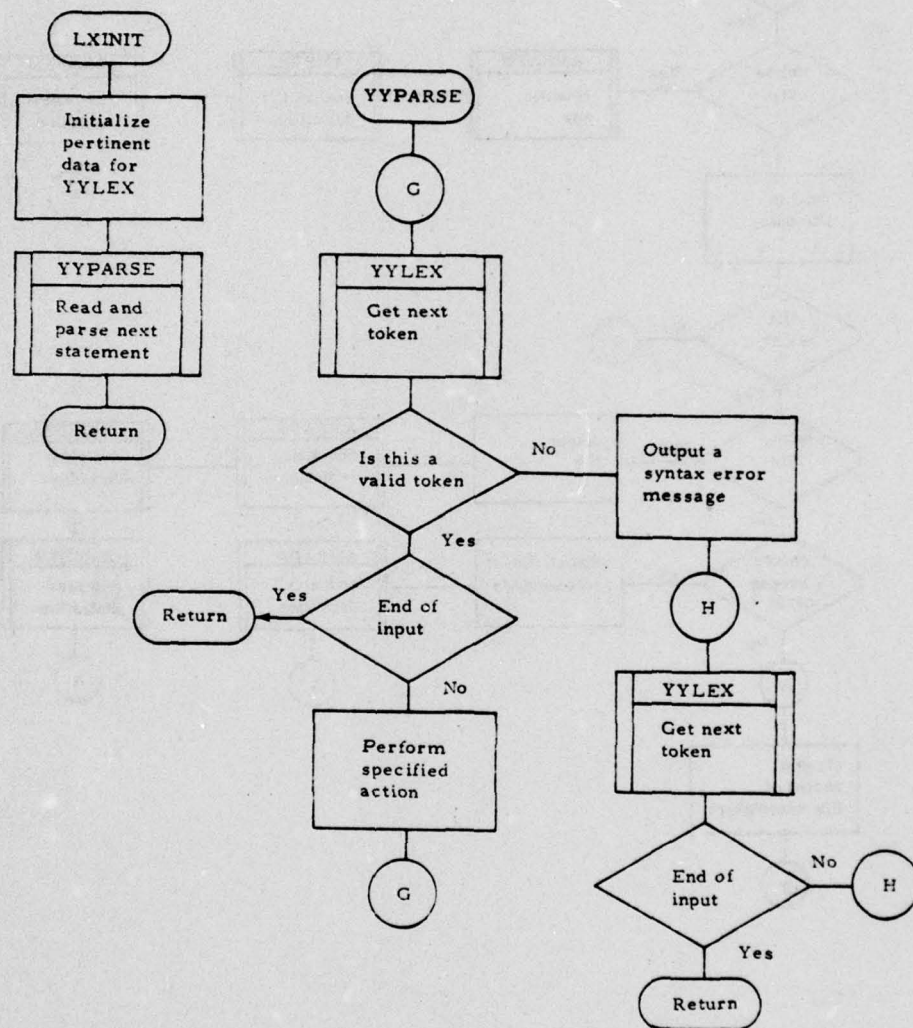 LXINIT
Initialize
pertinent
data for
YYLEX
YYPARSE
Read and
parse next
statement
Return
YYPARSE
G
YYLEX
Get next
token
Is this a
valid token
No
Yes
Output a
syntax error
message
H
End of
input
Yes
Return
No
Perform
specified
action
G
YYLEX
Get next
token
End of
input
No
H
Yes
Return